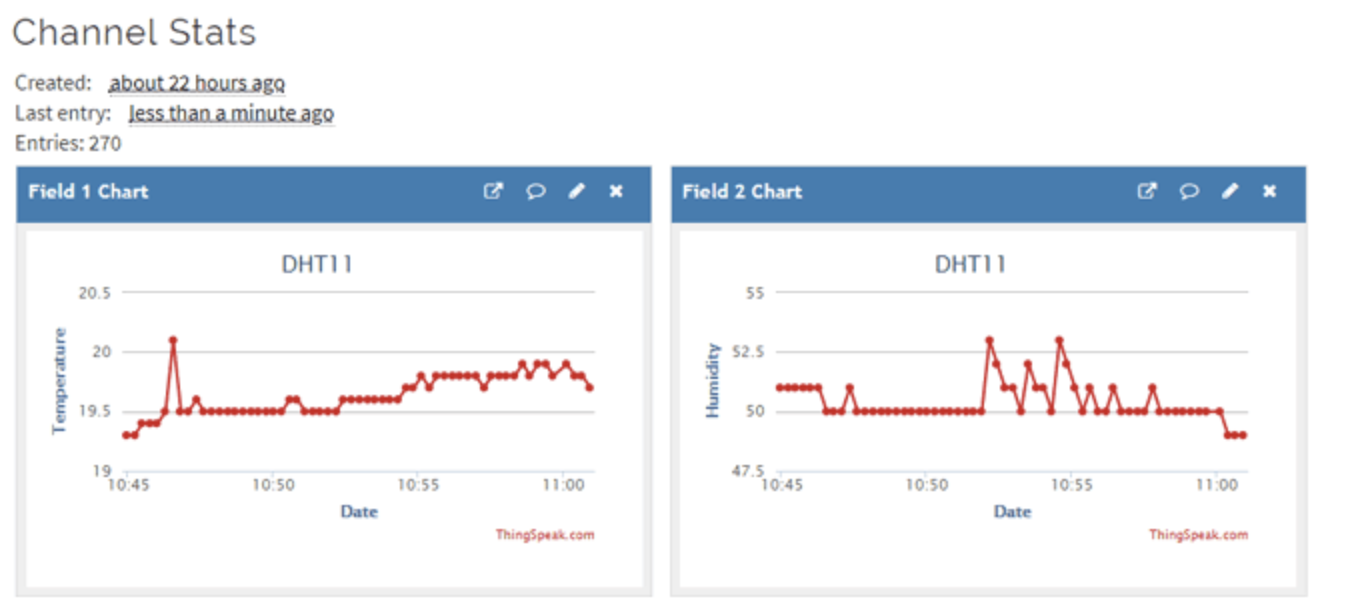 Channel Stats
Created: about 22 hours ago
Last entry: less than a minute ago
Entries: 270
Field 1 Chart
DHT11
20.5
20
19.5
19
Temperature
10:45 10:50 10:55 11:00
Date
ThingSpeak.com
Field 2 Chart
DHT11
55
52.5
50
47.5
Humidity
10:45 10:50 10:55 11:00
Date
ThingSpeak.com